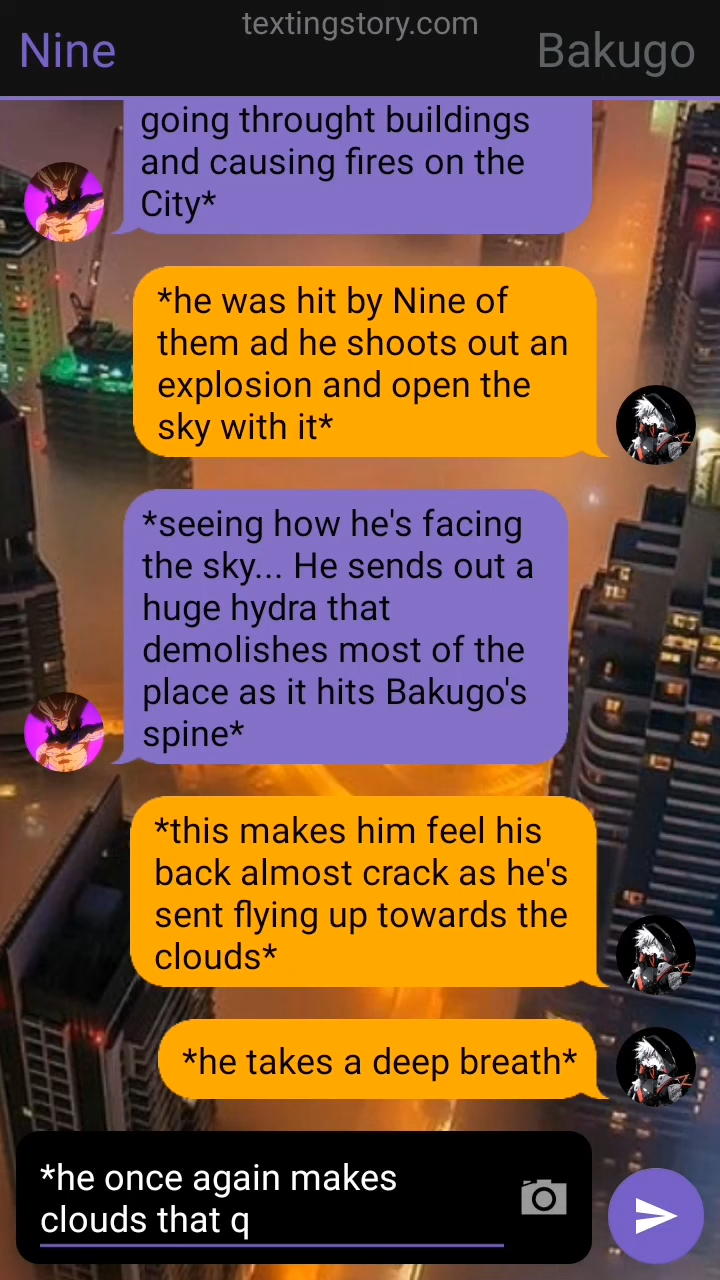 textingstory.com
Nine
Bakugo
going throught buildings
and causing fires on the
City*
*he was hit by Nine of
them ad he shoots out an
explosion and open the
sky with it*
*seeing how he's facing
the sky... He sends out a
huge hydra that
demolishes most of the
place as it hits Bakugo's
spine*
*this makes him feel his
back almost crack as he's
sent flying up towards the
clouds*
*he takes a deep breath*
*he once again makes
clouds that q